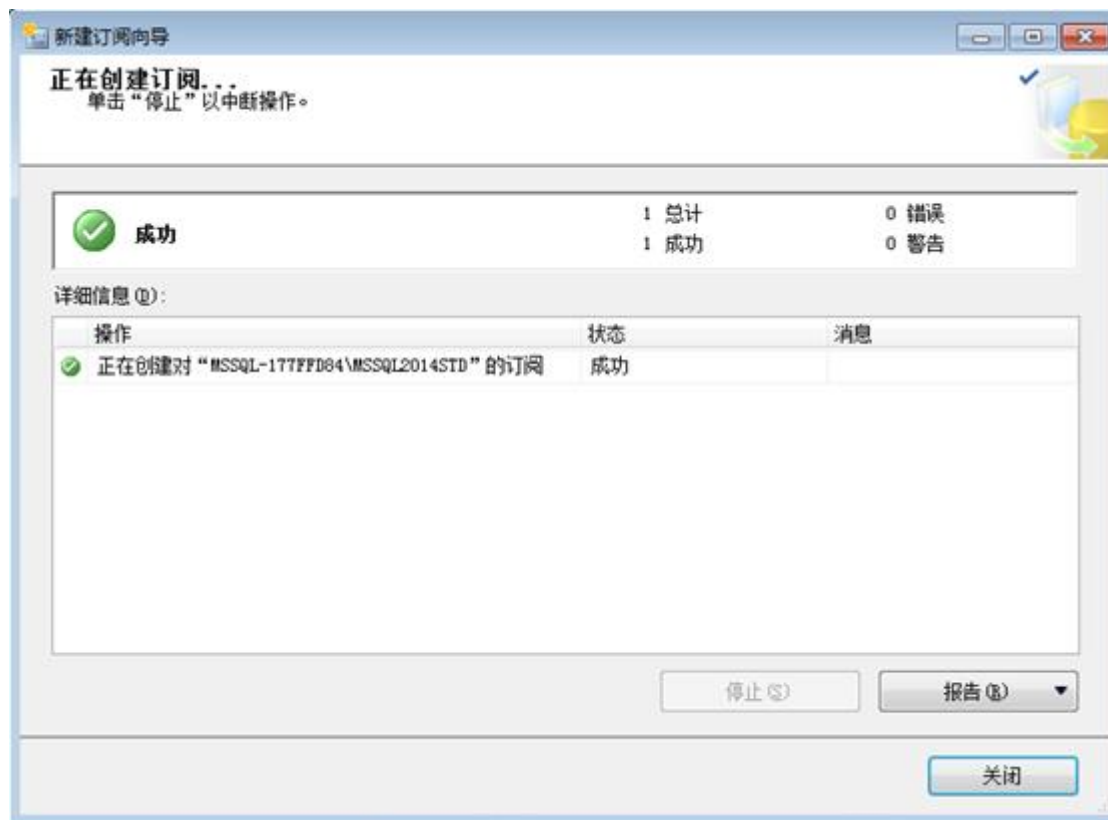 新建订阅向导
正在创建订阅...
单击“停止”以中断操作。
成功
1 总计
0 错误
1 成功
0 警告
详细信息(D):
操作 状态 消息
正在创建对“MSSQL-177FFD84\MSSQL2014STD”的订阅 成功
停止(S)
报告(R)
关闭